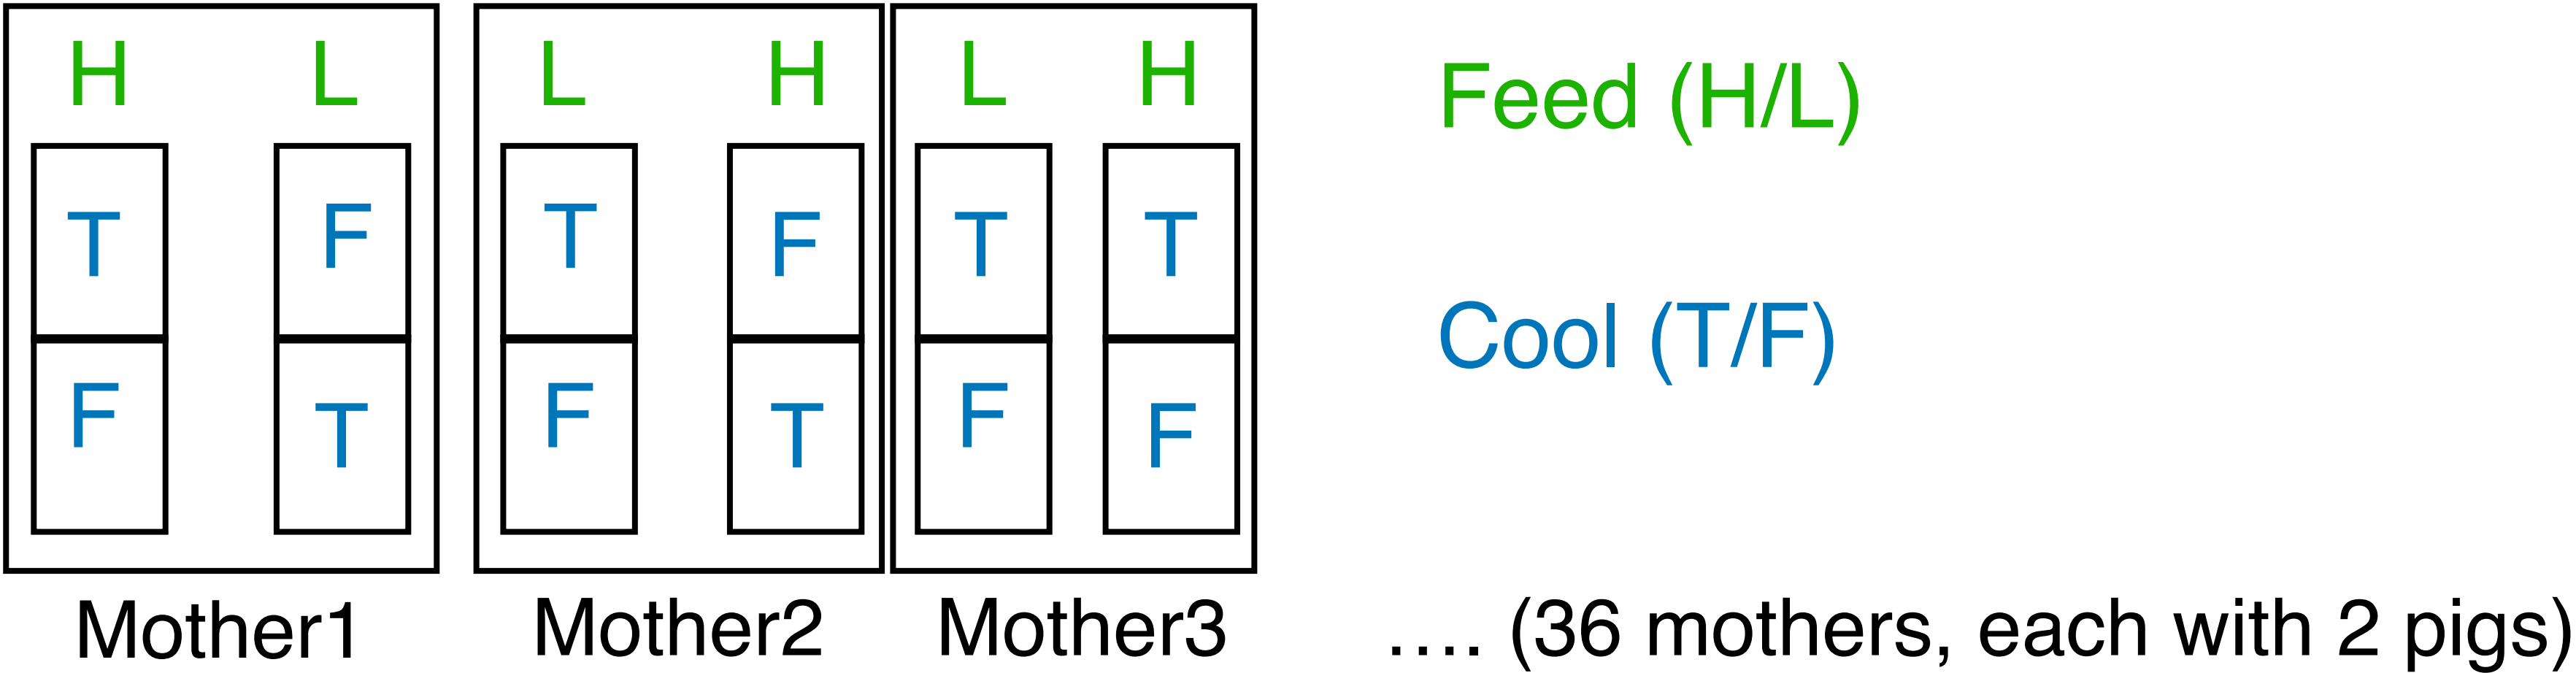 H L L H L H
Feed (H/L)
T F T F T T
Cool (T/F)
F T F T F F
Mother1 Mother2 Mother3 .... (36 mothers, each with 2 pigs)